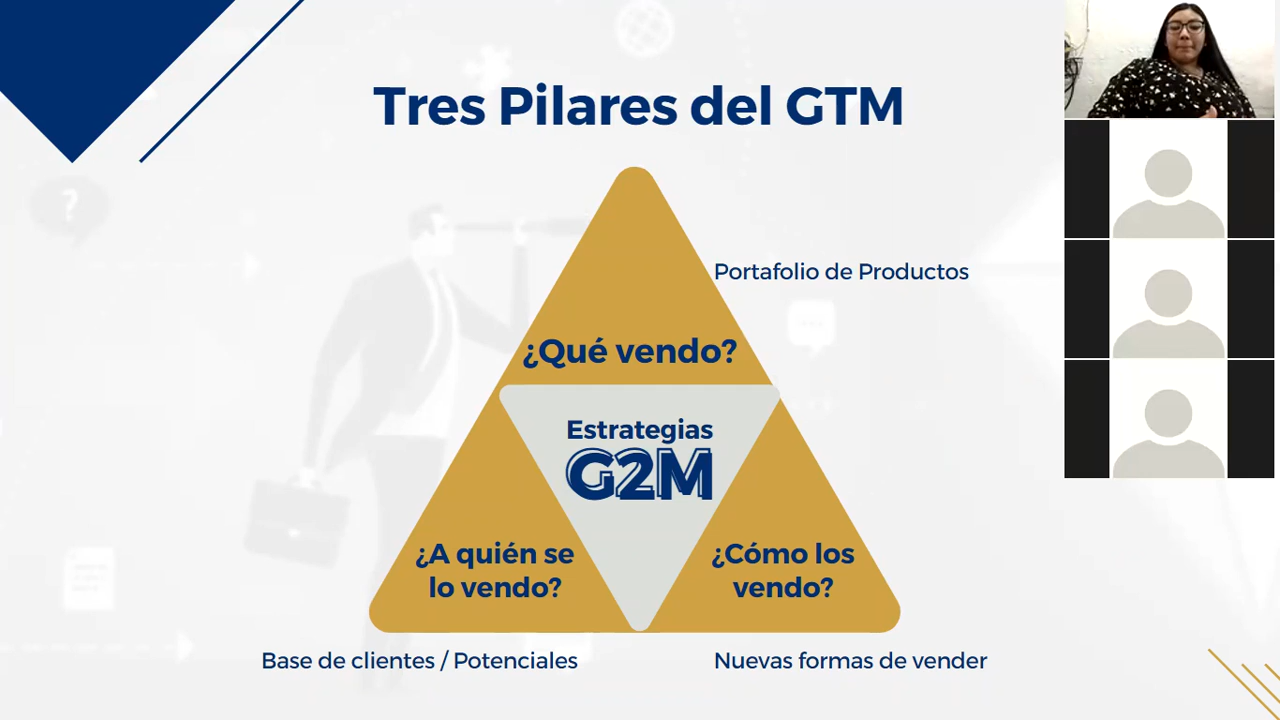 Tres Pilares del GTM
Portafolio de Productos
¿Qué vendo?
Estrategias
G2M
¿A quién se
lo vendo?
¿Cómo los
vendo?
Base de clientes / Potenciales
Nuevas formas de vender
?